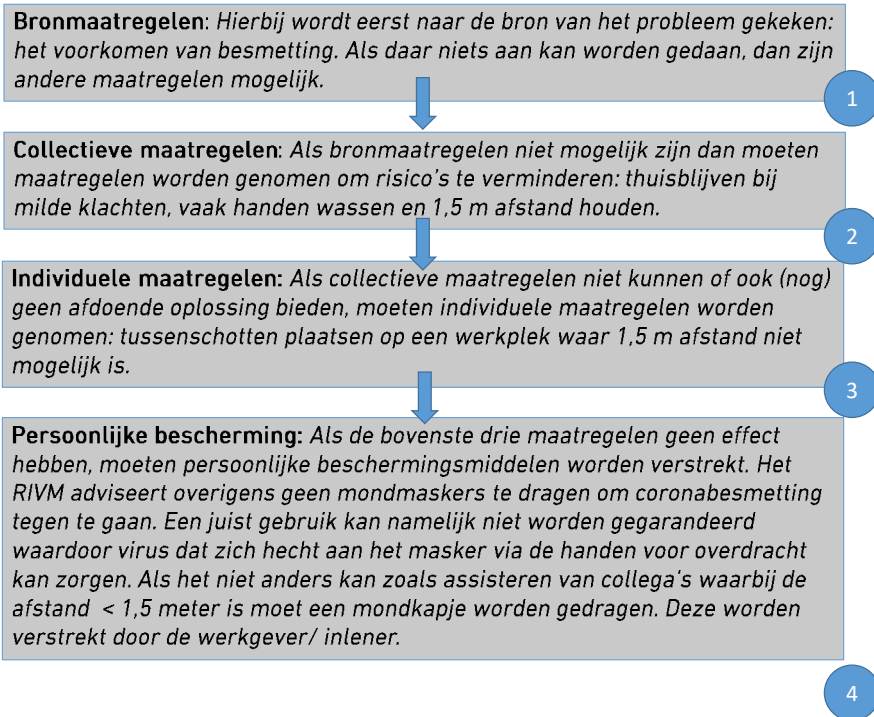 Bronmaatregelen: Hierbij wordt eerst naar de bron van het probleem gekeken:
het voorkomen van besmetting. Als daar niets aan kan worden gedaan, dan zijn
andere maatregelen mogelijk.
1
Collectieve maatregelen: Als bronmaatregelen niet mogelijk zijn dan moeten
maatregelen worden genomen om risico's te verminderen: thuisblijven bij
milde klachten, vaak handen wassen en 1,5 m afstand houden.
2
Individuele maatregelen: Als collectieve maatregelen niet kunnen of ook (nog)
geen afdoende oplossing bieden, moeten individuele maatregelen worden
genomen: tussenschotten plaatsen op een werkplek waar 1,5 m afstand niet
mogelijk is.
3
Persoonlijke bescherming: Als de bovenste drie maatregelen geen effect
hebben, moeten persoonlijke beschermingsmiddelen worden verstrekt. Het
RIVM adviseert overigens geen mondmaskers te dragen om coronabesmetting
tegen te gaan. Een juist gebruik kan namelijk niet worden gegarandeerd
waardoor virus dat zich hecht aan het masker via de handen voor overdracht
kan zorgen. Als het niet anders kan zoals assisteren van collega's waarbij de
afstand < 1,5 meter is moet een mondkapje worden gedragen. Deze worden
verstrekt door de werkgever/ inlener.
4